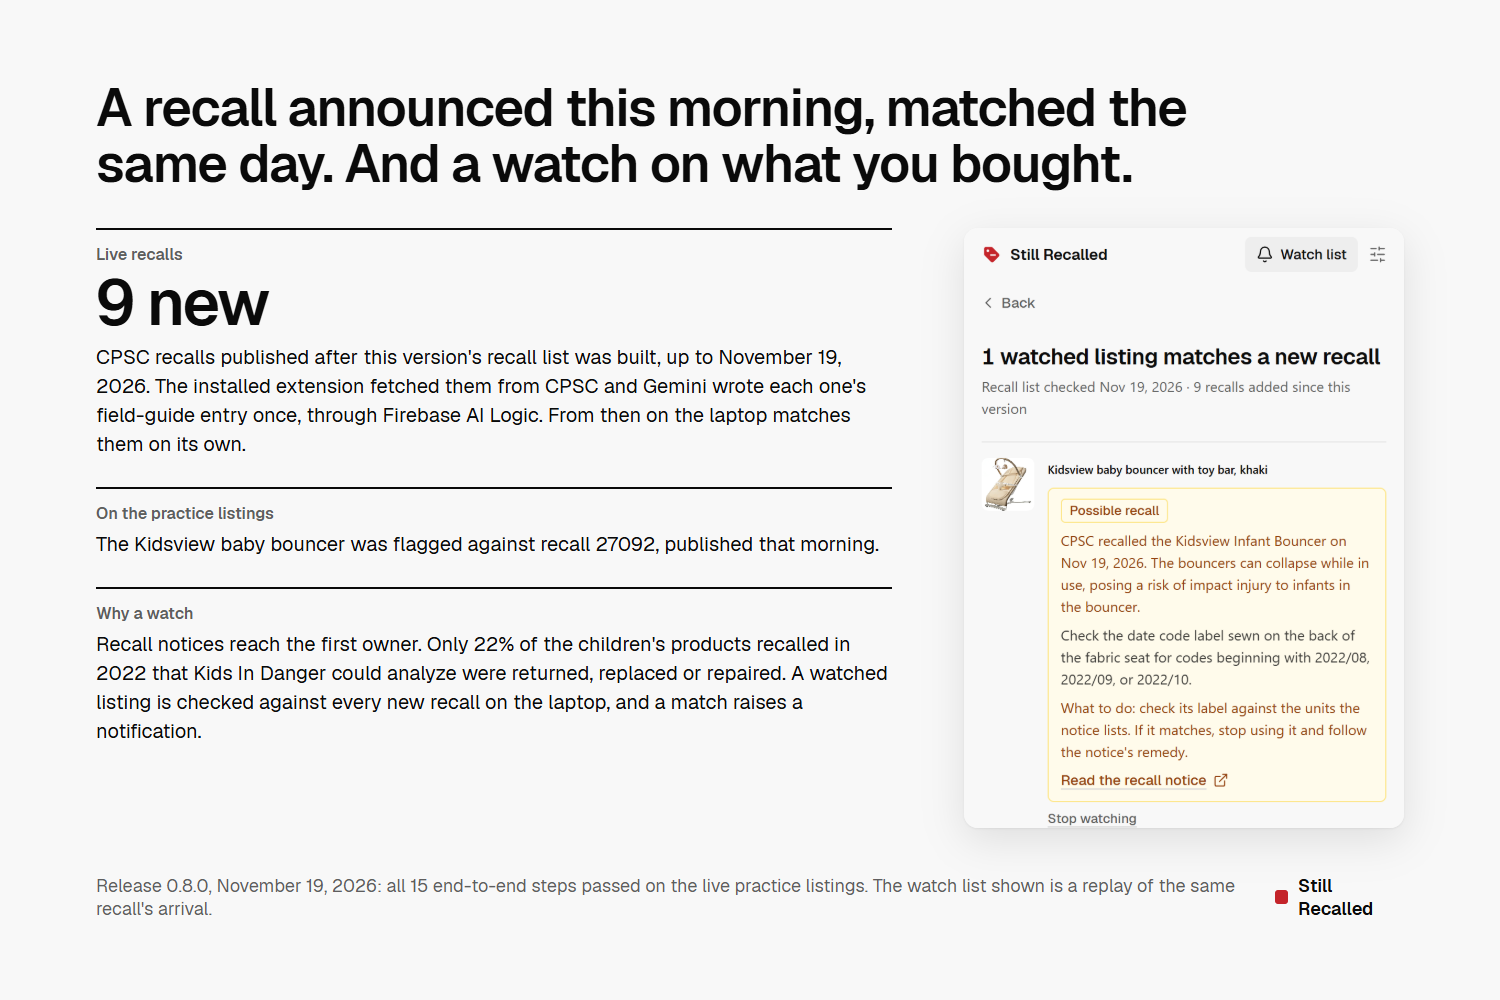 A recall announced this morning, matched the
same day. And a watch on what you bought.
Live recalls
9 new
CPSC recalls published after this version's recall list was built, up to November 19,
2026. The installed extension fetched them from CPSC and Gemini wrote each one's
field-guide entry once, through Firebase AI Logic. From then on the laptop matches
them on its own.
On the practice listings
The Kidsview baby bouncer was flagged against recall 27092, published that morning.
Why a watch
Recall notices reach the first owner. Only 22% of the children's products recalled in
2022 that Kids In Danger could analyze were returned, replaced or repaired. A watched
listing is checked against every new recall on the laptop, and a match raises a
notification.
Still Recalled
Watch list
Back
1 watched listing matches a new recall
Recall list checked Nov 19, 2026 · 9 recalls added since this
version
Kidsview baby bouncer with toy bar, khaki
Possible recall
CPSC recalled the Kidsview Infant Bouncer on
Nov 19, 2026. The bouncers can collapse while in
use, posing a risk of impact injury to infants in
the bouncer.
Check the date code label sewn on the back of
the fabric seat for codes beginning with 2022/08,
2022/09, or 2022/10.
What to do: check its label against the units the
notice lists. If it matches, stop using it and follow
the notice's remedy.
Read the recall notice
Stop watching
Release 0.8.0, November 19, 2026: all 15 end-to-end steps passed on the live practice listings. The watch list shown is a replay of the same
recall's arrival.
Still
Recalled